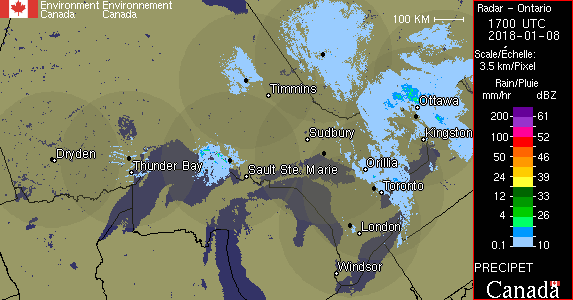 Environment Environnement
Canada Canada
100 KM
Timmins
Ottawa
Sudbury
Kingston
Dryden
Thunder Bay
Sault Ste. Marie
Orillia
Toronto
London
Windsor
Radar - Ontario
1700 UTC
2018-01-08
Scale/Échelle:
3.5 km/Pixel
Rain/Pluie
mm/hr dBZ
200 61
100 52
50 46
24 39
12 33
4 26
0.1 10
PRECIPET
Canada